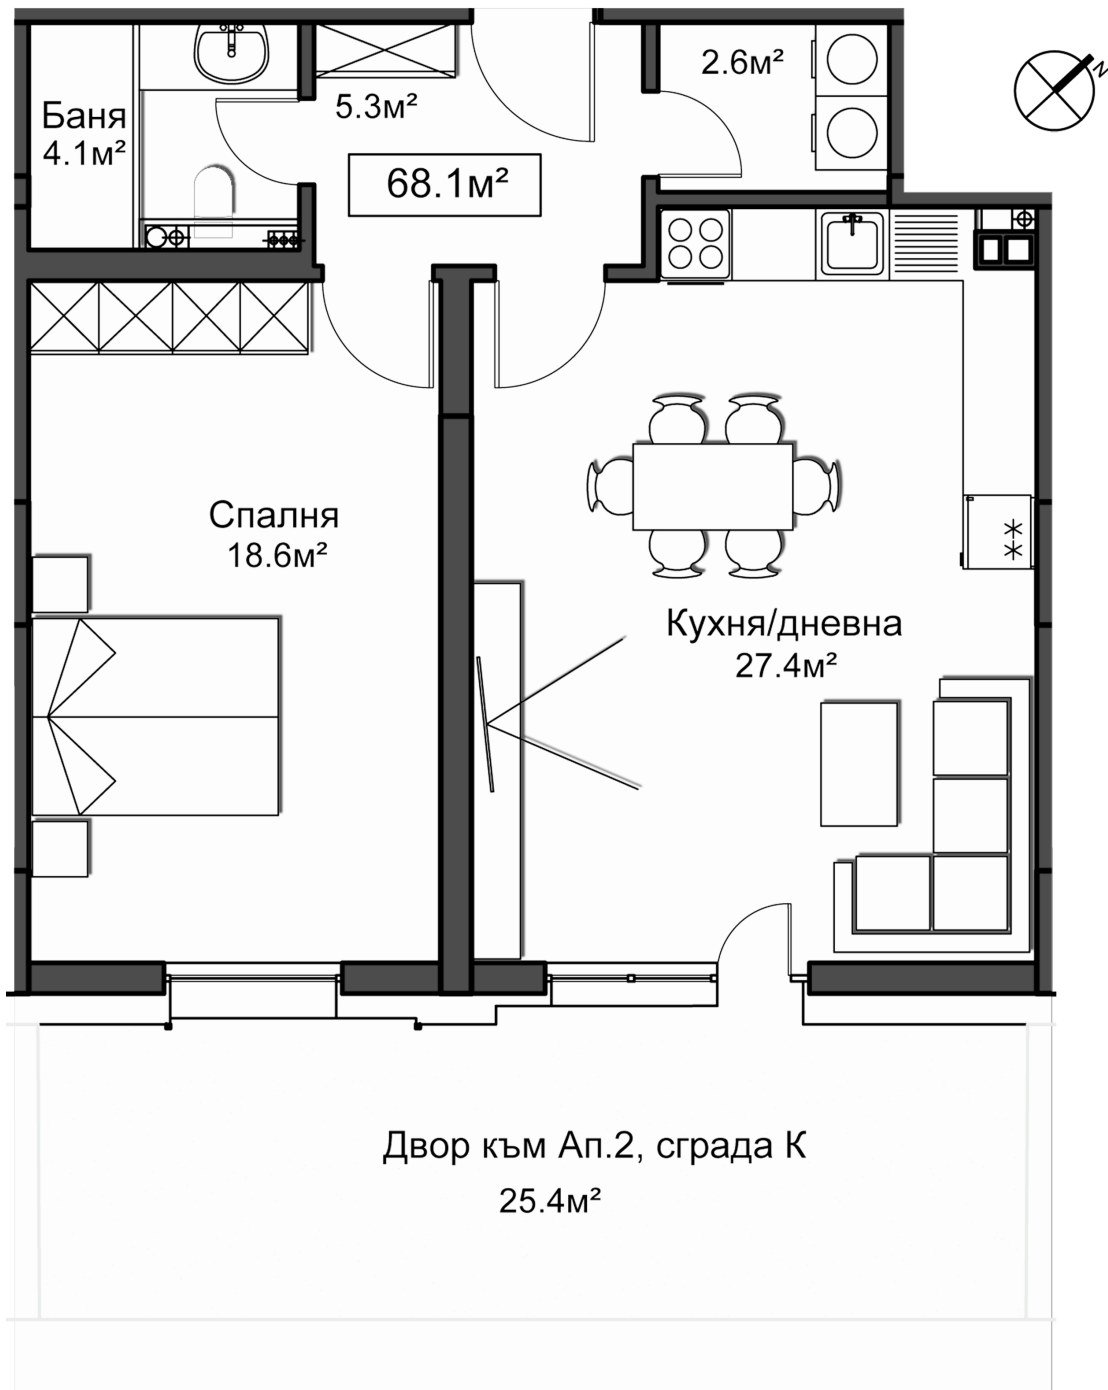 2.6м²
N
5.3м²
Баня
4.1м²
68.1м²
Спалня
18.6м²
Кухня/дневна
27.4м²
Двор към Ап.2, сграда К
25.4м²